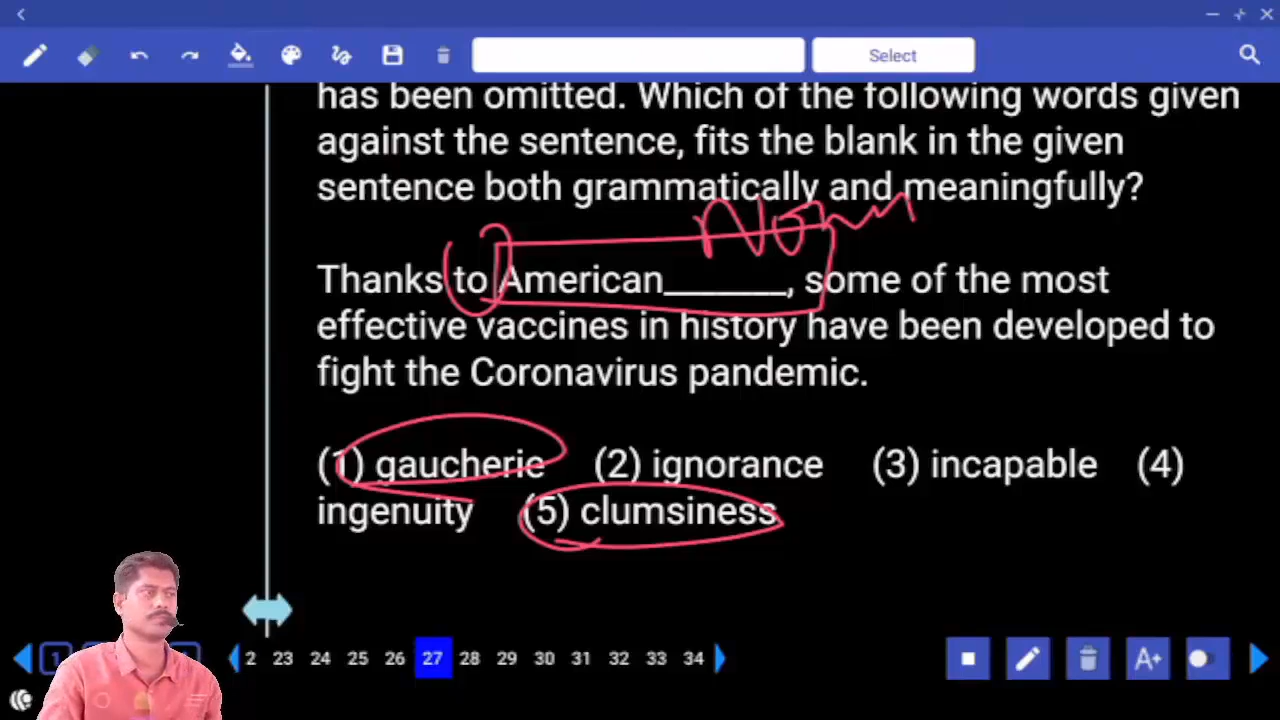 Select
has been omitted. Which of the following words given
against the sentence, fits the blank in the given
sentence both grammatically and meaningfully?
Noun
Thanks to American_______, some of the most
effective vaccines in history have been developed to
fight the Coronavirus pandemic.
(1) gaucherie (2) ignorance (3) incapable (4)
ingenuity (5) clumsiness
1 2 23 24 25 26 27 28 29 30 31 32 33 34 A+